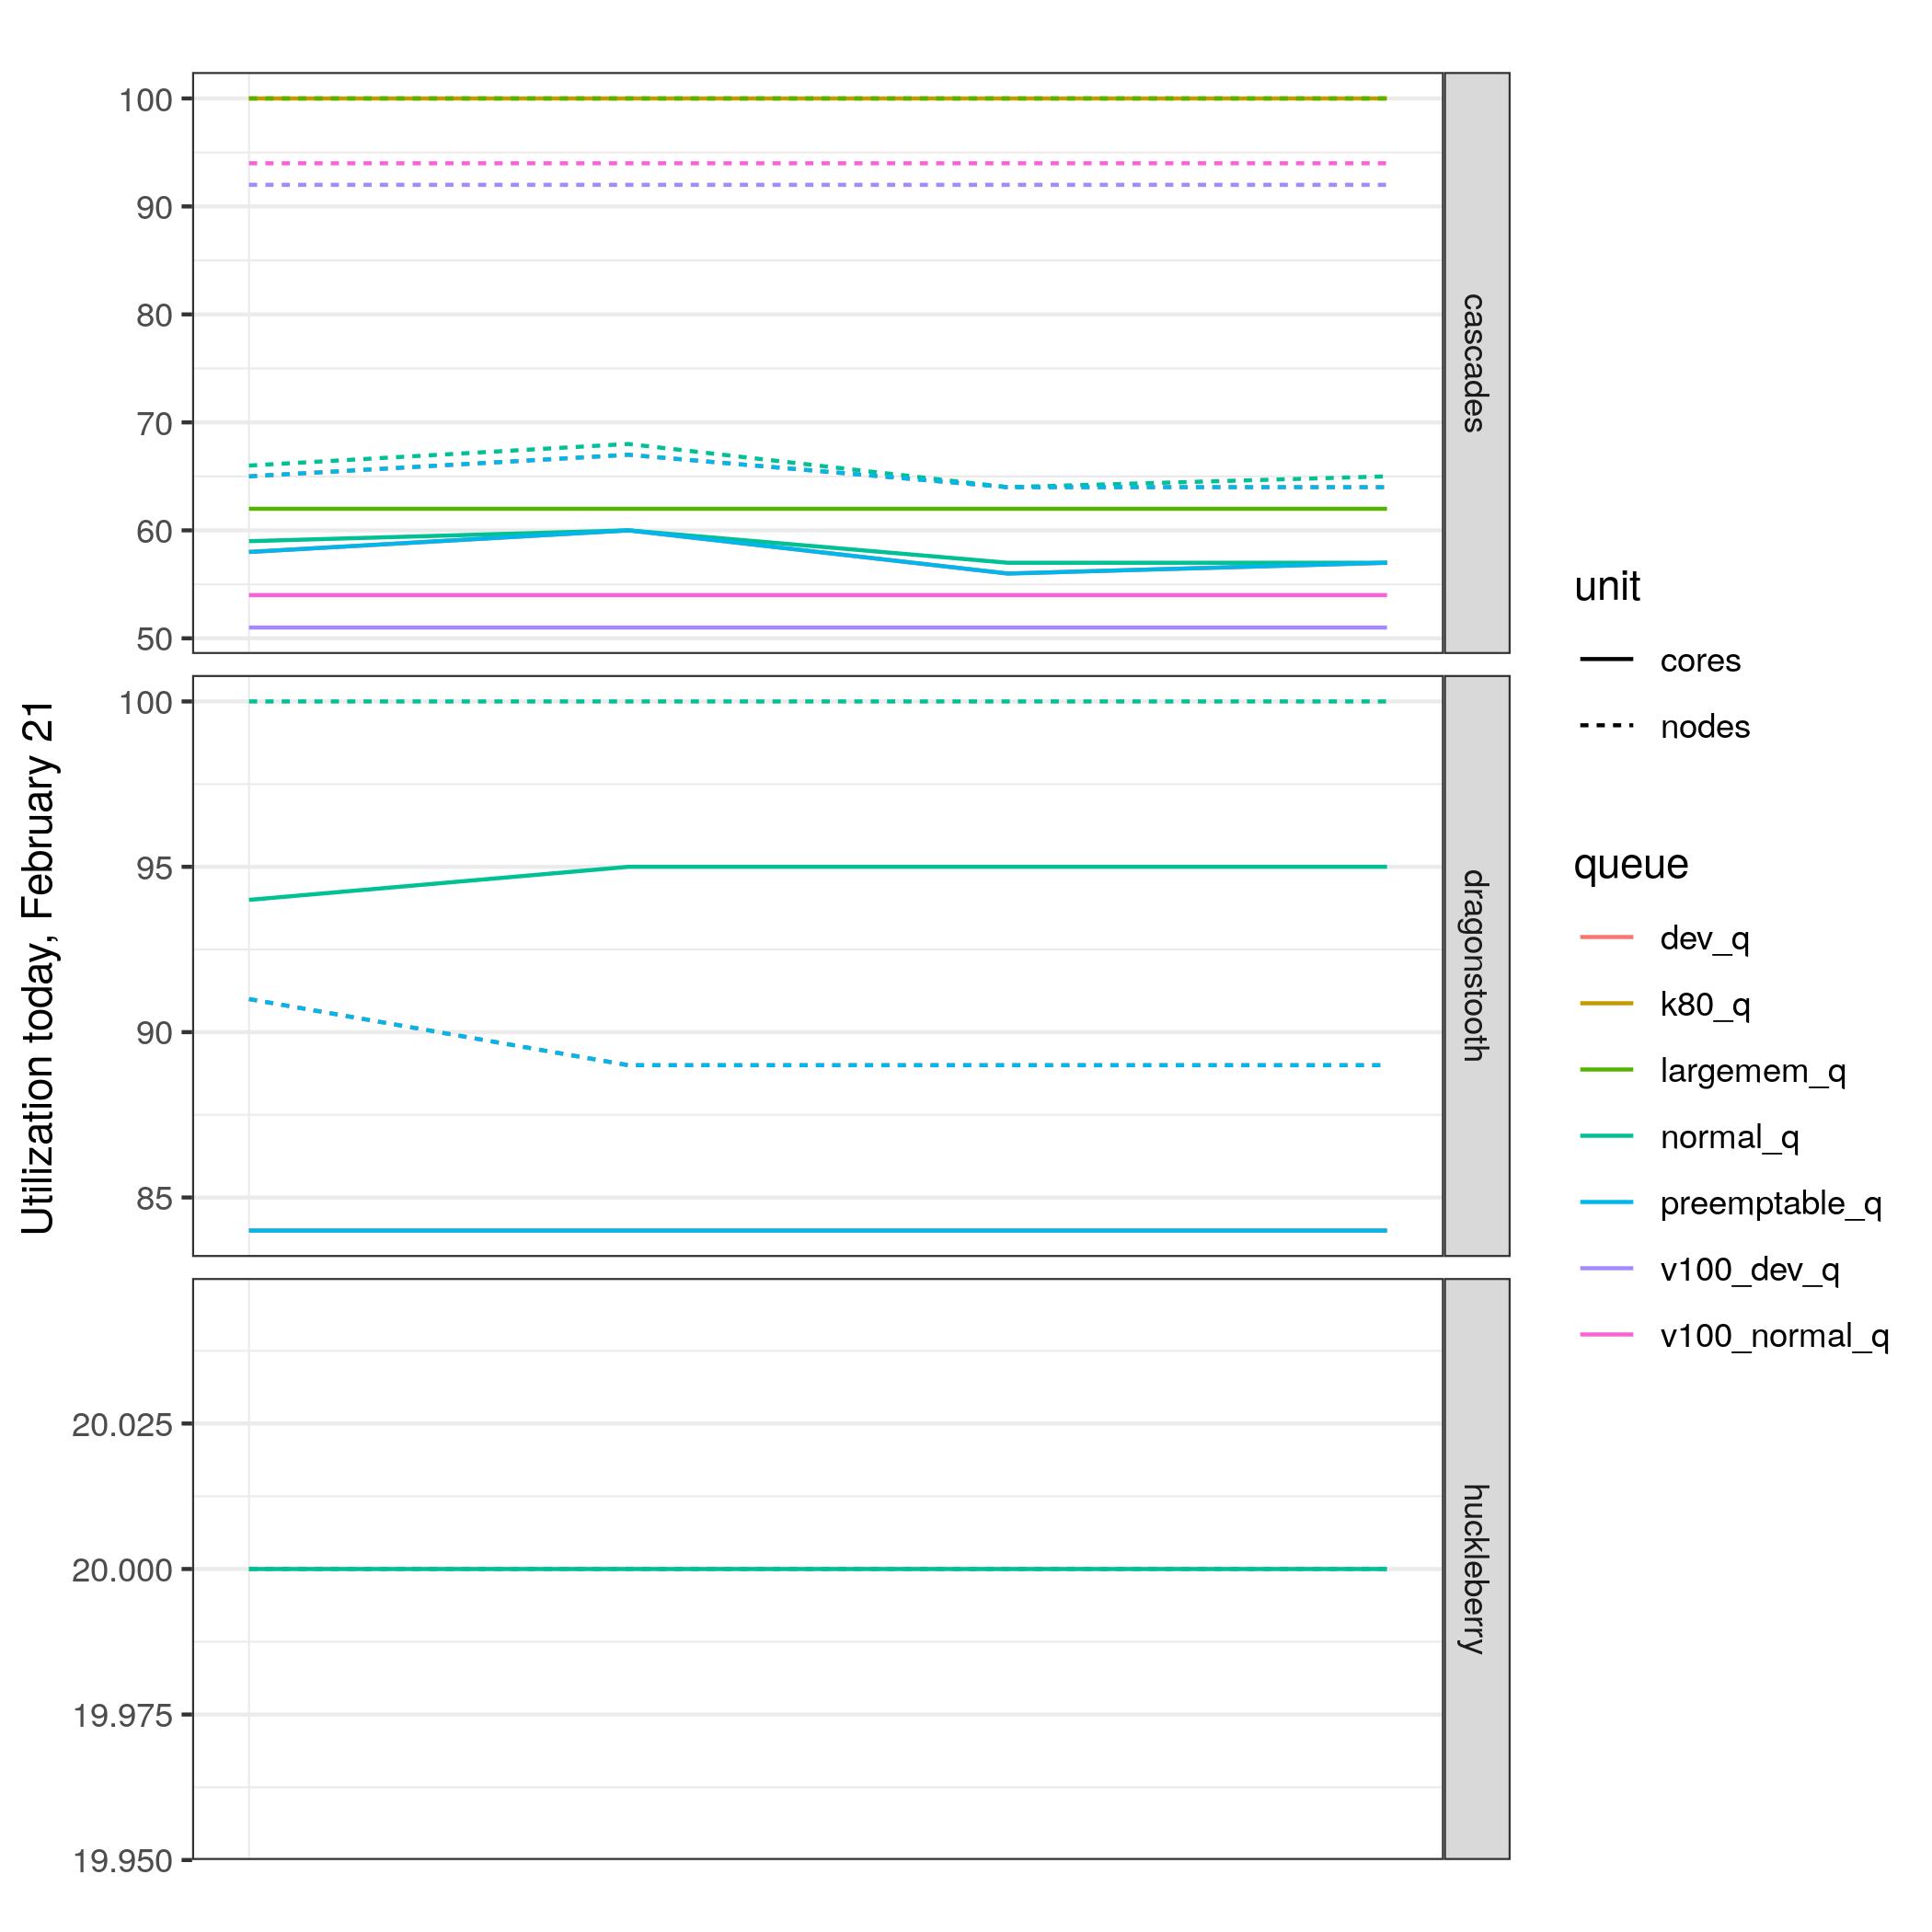 Utilization today, February 21
100
90
80
70
60
50
cascades
100
95
90
85
dragonstooth
20.025
20.000
19.975
19.950
huckleberry
unit
cores
nodes
queue
dev_q
k80_q
largemem_q
normal_q
preemptable_q
v100_dev_q
v100_normal_q